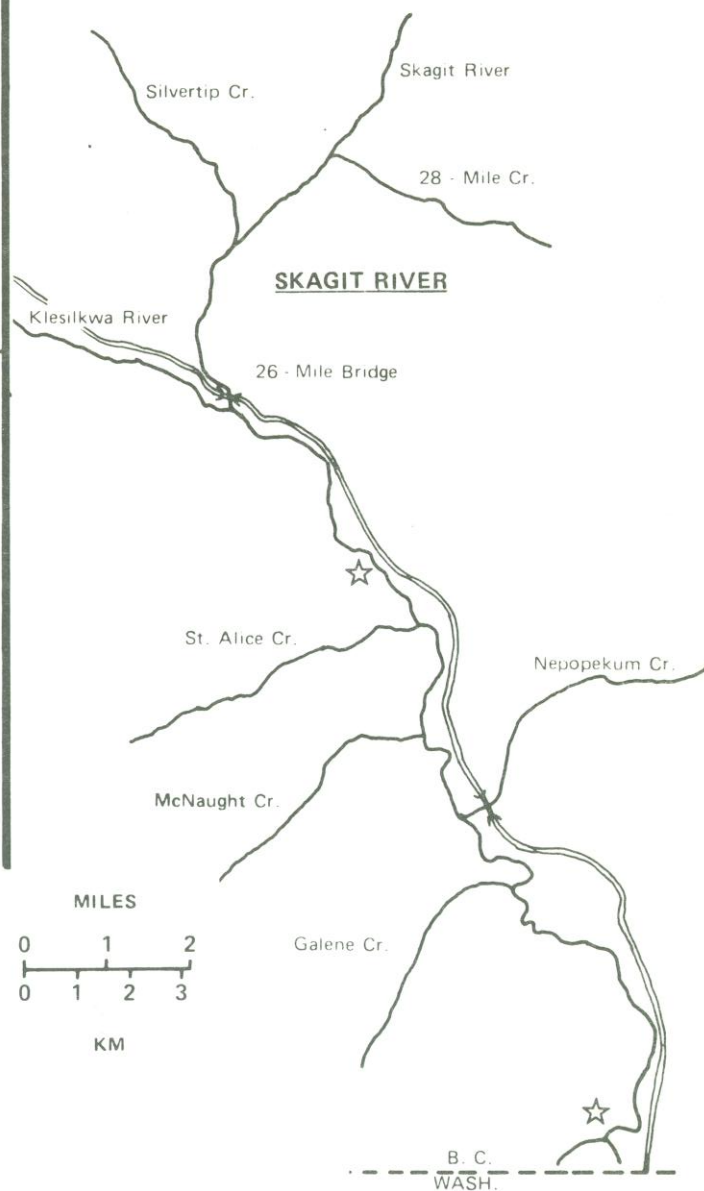 Silvertip Cr.
Skagit River
28 - Mile Cr.
SKAGIT RIVER
Klesilkwa River
26 - Mile Bridge
St. Alice Cr.
Nepopekum Cr.
McNaught Cr.
MILES
0 1 2
0 1 2 3
KM
Galene Cr.
B. C.
WASH.